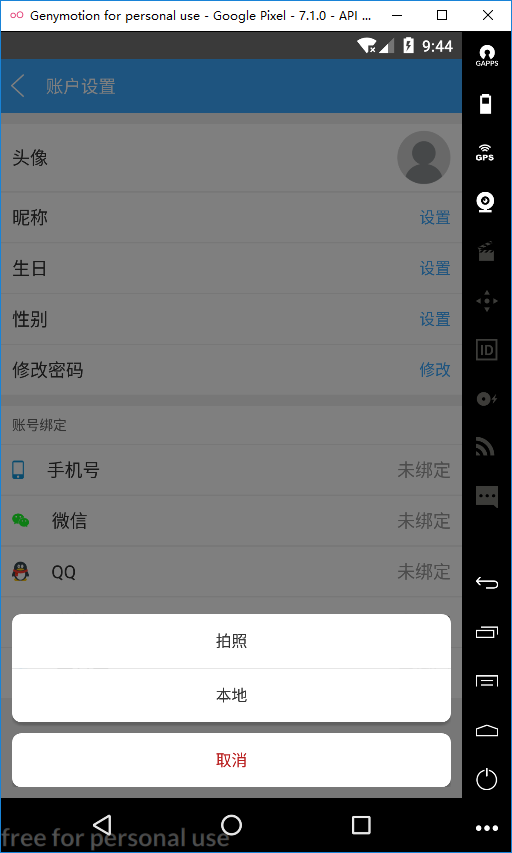 Genymotion for personal use - Google Pixel - 7.1.0 - API ...
9:44
GAPPS
账户设置
头像
GPS
昵称 设置
生日 设置
性别 设置
ID
修改密码 修改
账号绑定
手机号 未绑定
微信 未绑定
QQ 未绑定
拍照
本地
取消
free for personal use